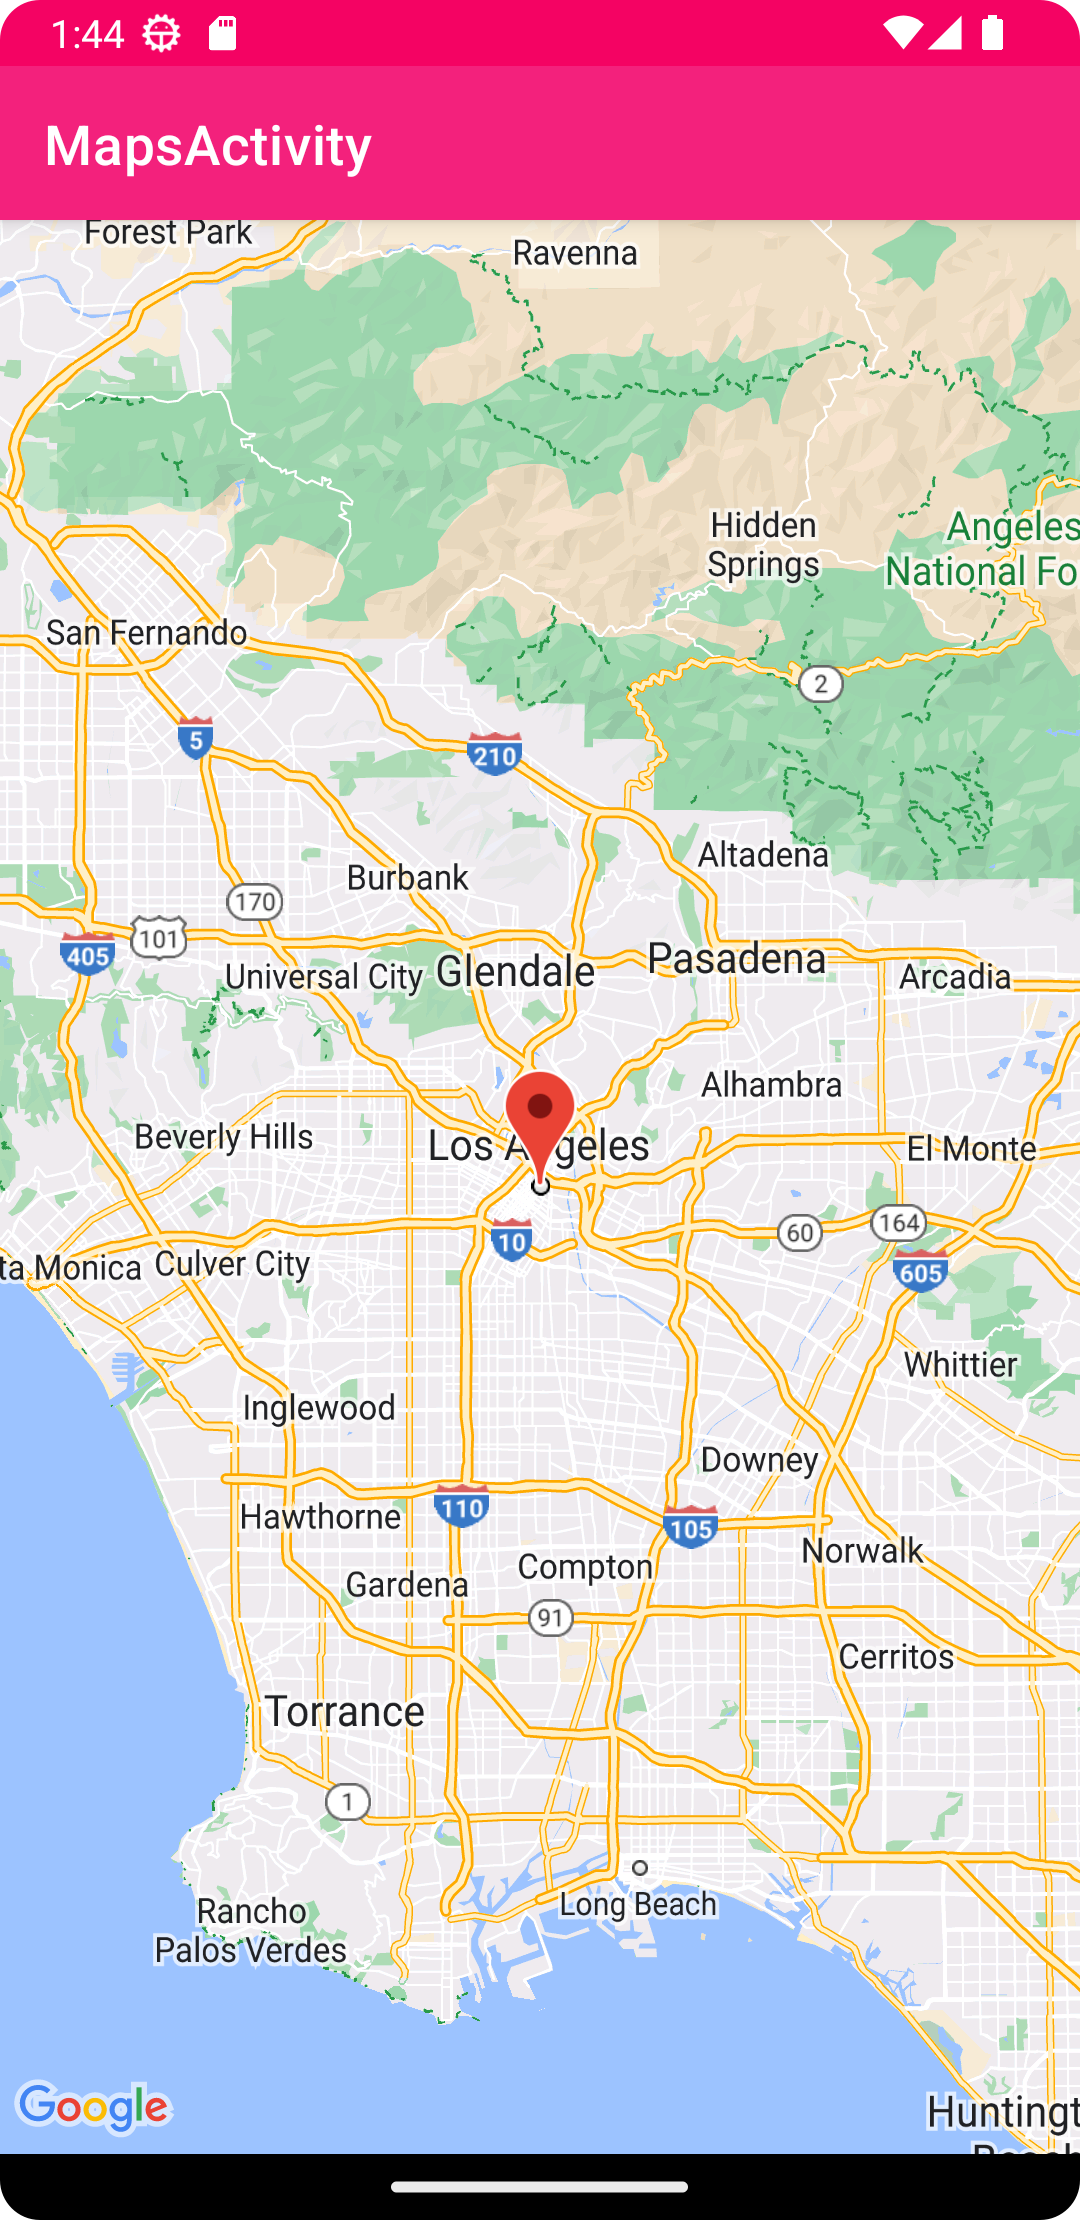 1:44
MapsActivity
Forest Park
Ravenna
Hidden
Springs
Angeles
National Fo
San Fernando
2
5
210
Altadena
Burbank
170
101
405
Universal City
Glendale
Pasadena
Arcadia
Alhambra
Beverly Hills
Los Angeles
El Monte
10
60
164
ta Monica
Culver City
605
Whittier
Inglewood
Downey
110
Hawthorne
105
Norwalk
Compton
Gardena
91
Cerritos
Torrance
1
Long Beach
Rancho
Palos Verdes
Google
Huntingt
Beach